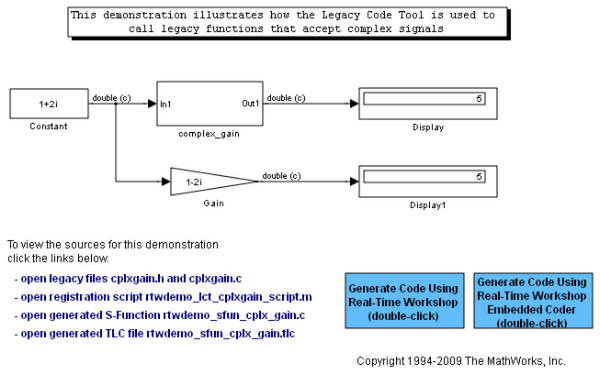 This demonstration illustrates how the Legacy Code Tool is used to
call legacy functions that accept complex signals
1+2i
Constant
double (c)
In1
Out1
complex_gain
double (c)
5
Display
1-2i
Gain
double (c)
5
Display1
To view the sources for this demonstration
click the links below.
- open legacy files cplxgain.h and cplxgain.c
- open registration script rtwdemo_lct_cplxgain_script.m
- open generated S-Function rtwdemo_sfun_cplx_gain.c
- open generated TLC file rtwdemo_sfun_cplx_gain.tlc
Generate Code Using
Real-Time Workshop
(double-click)
Generate Code Using
Real-Time Workshop
Embedded Coder
(double-click)
Copyright 1994-2009 The MathWorks, Inc.